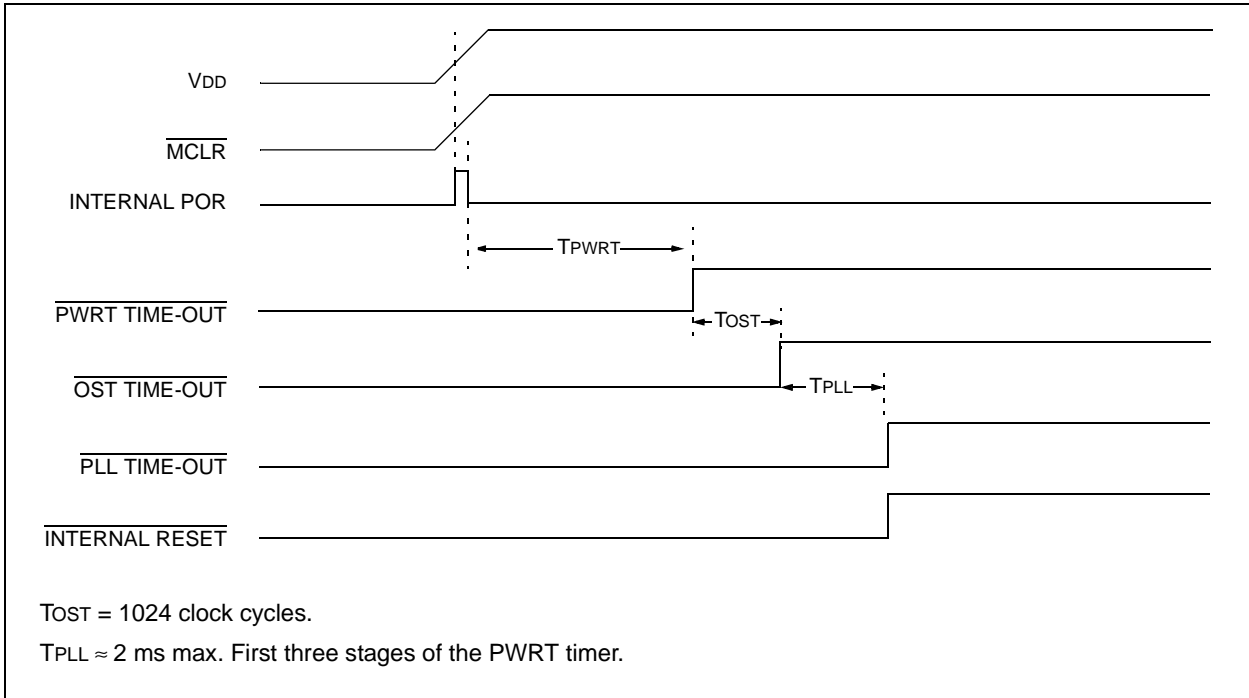 VDD
MCLR
INTERNAL POR
TPWRT
PWRT TIME-OUT
TOST
OST TIME-OUT
TPLL
PLL TIME-OUT
INTERNAL RESET
TOST = 1024 clock cycles.
TPLL ≈ 2 ms max. First three stages of the PWRT timer.